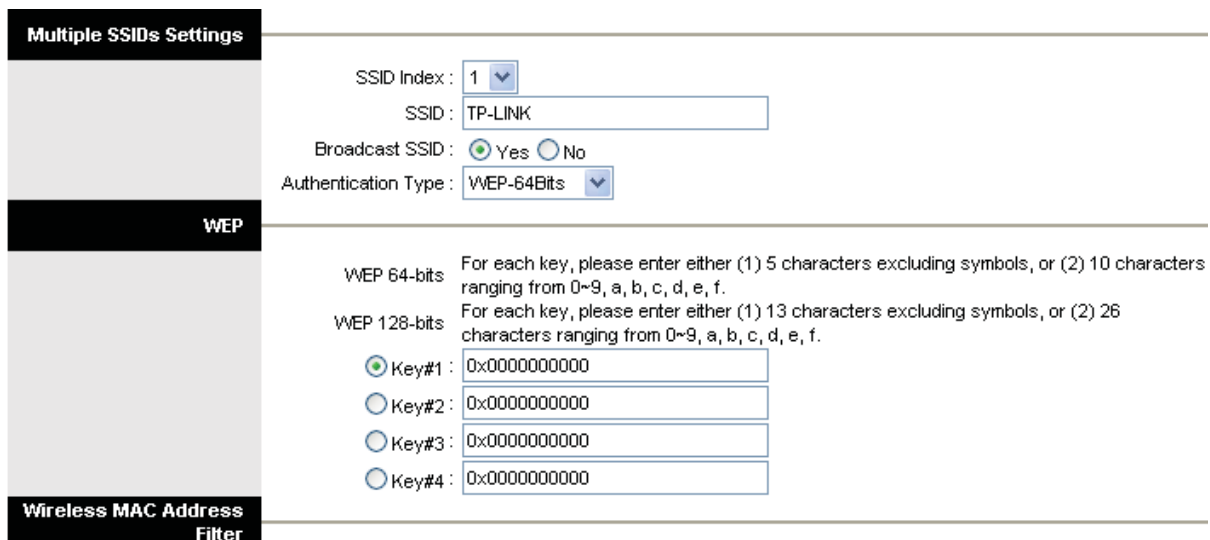 Multiple SSIDs Settings
SSID Index : 1
SSID : TP-LINK
Broadcast SSID : Yes No
Authentication Type : WEP-64Bits
WEP
WEP 64-bits For each key, please enter either (1) 5 characters excluding symbols, or (2) 10 characters
ranging from 0~9, a, b, c, d, e, f.
WEP 128-bits For each key, please enter either (1) 13 characters excluding symbols, or (2) 26
characters ranging from 0~9, a, b, c, d, e, f.
Key#1 : 0x0000000000
Key#2 : 0x0000000000
Key#3 : 0x0000000000
Key#4 : 0x0000000000
Wireless MAC Address
Filter